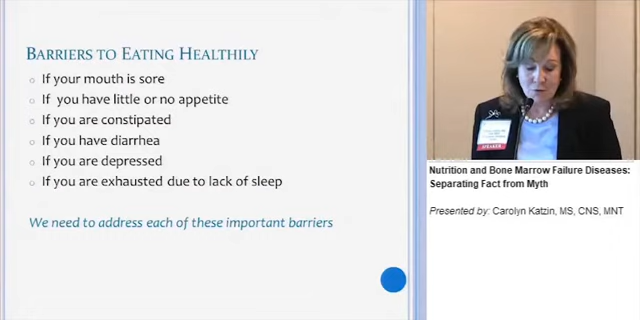 BARRIERS TO EATING HEALTHILY
If your mouth is sore
If  you have little or no appetite
If you are constipated
If you have diarrhea
If you are depressed
If you are exhausted due to lack of sleep
We need to address each of these important barriers
SPEAKER
Nutrition and Bone Marrow Failure Diseases:
Separating Fact from Myth
Presented by: Carolyn Katzin, MS, CNS, MNT